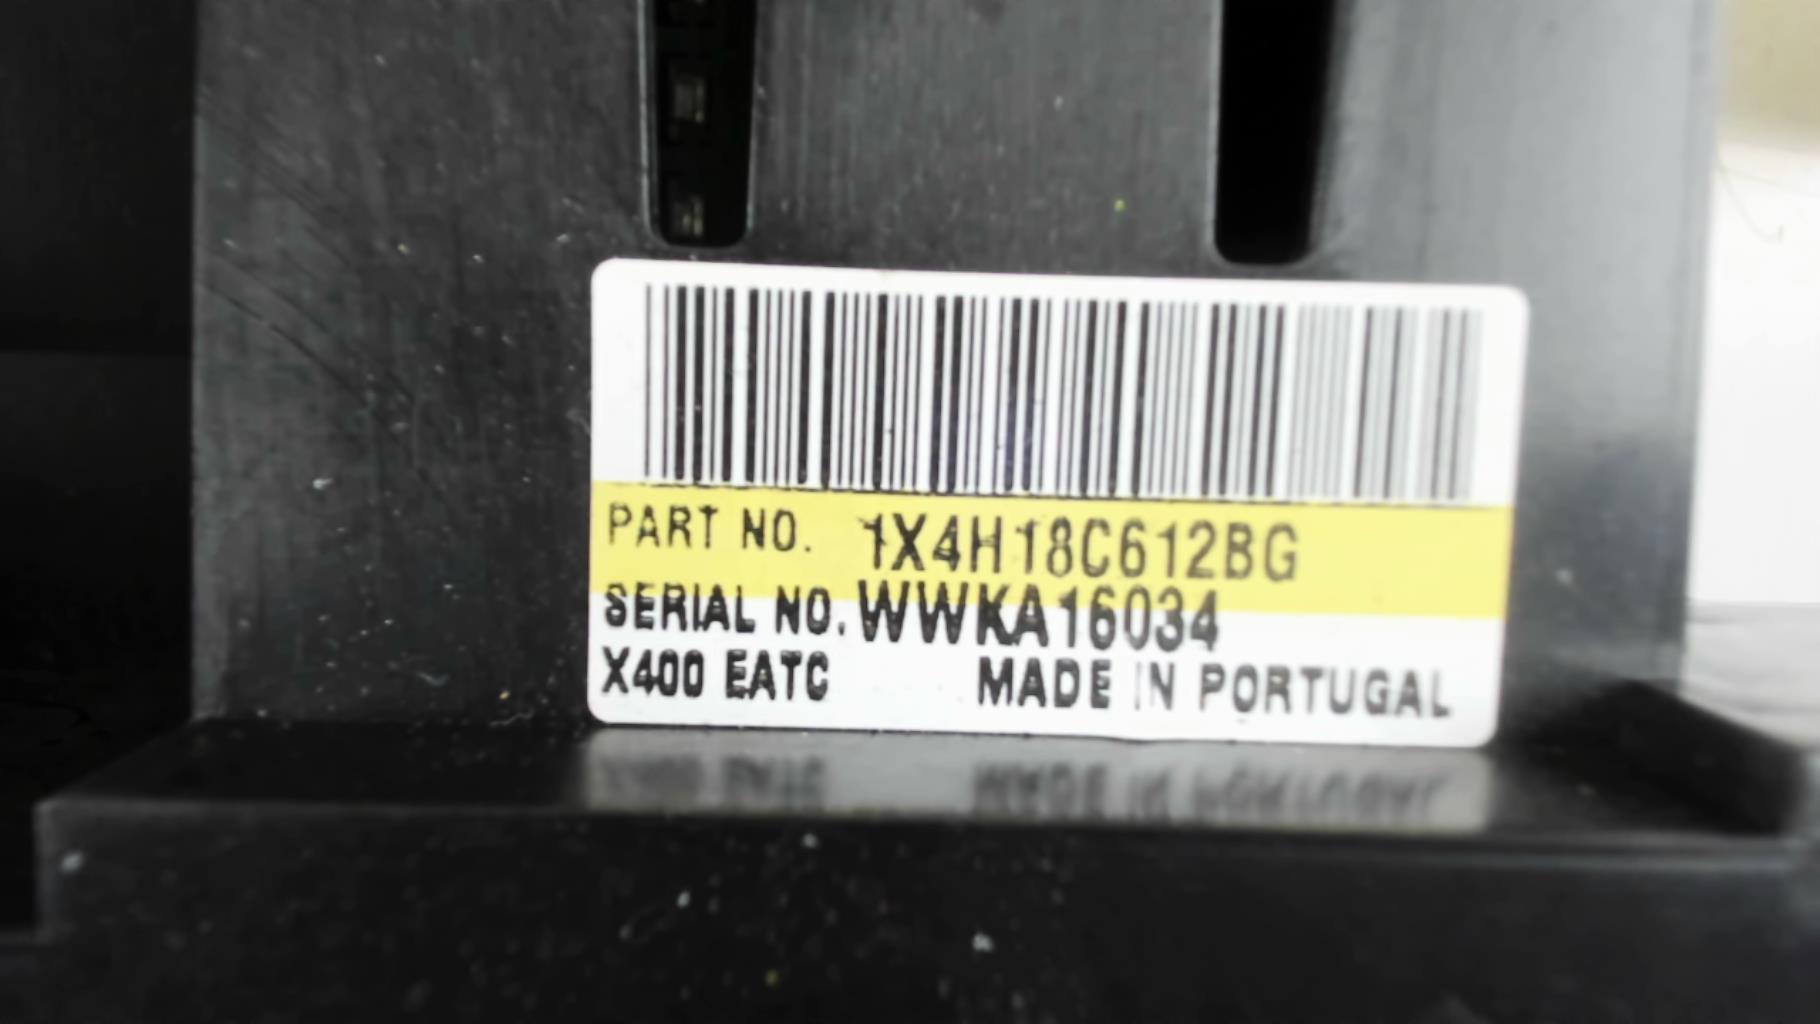 PART NO. 1X4H18C612BG
SERIAL NO. WWKA16034
X400 EATC MADE IN PORTUGAL